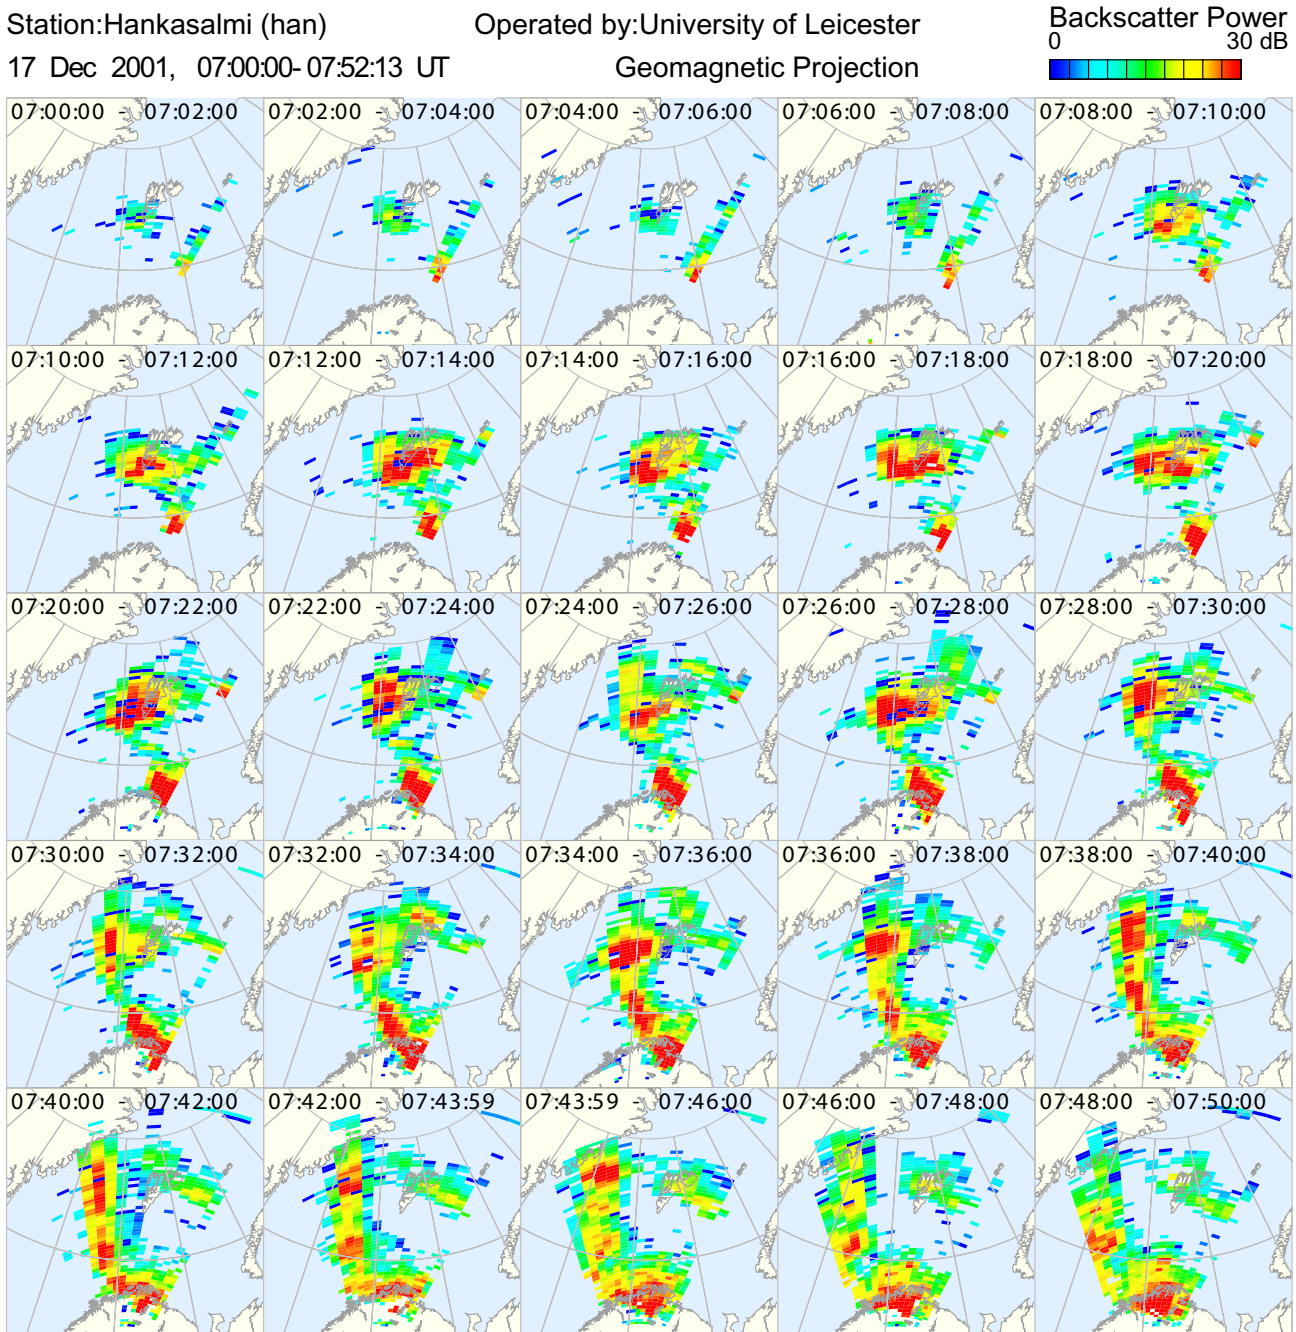 Station:Hankasalmi (han) Operated by:University of Leicester Backscatter Power
0 30 dB
17 Dec 2001, 07:00:00-07:52:13 UT Geomagnetic Projection
07:00:00 - 07:02:00 07:02:00 - 07:04:00 07:04:00 - 07:06:00 07:06:00 - 07:08:00 07:08:00 - 07:10:00
07:10:00 - 07:12:00 07:12:00 - 07:14:00 07:14:00 - 07:16:00 07:16:00 - 07:18:00 07:18:00 - 07:20:00
07:20:00 - 07:22:00 07:22:00 - 07:24:00 07:24:00 - 07:26:00 07:26:00 - 07:28:00 07:28:00 - 07:30:00
07:30:00 - 07:32:00 07:32:00 - 07:34:00 07:34:00 - 07:36:00 07:36:00 - 07:38:00 07:38:00 - 07:40:00
07:40:00 - 07:42:00 07:42:00 - 07:43:59 07:43:59 - 07:46:00 07:46:00 - 07:48:00 07:48:00 - 07:50:00